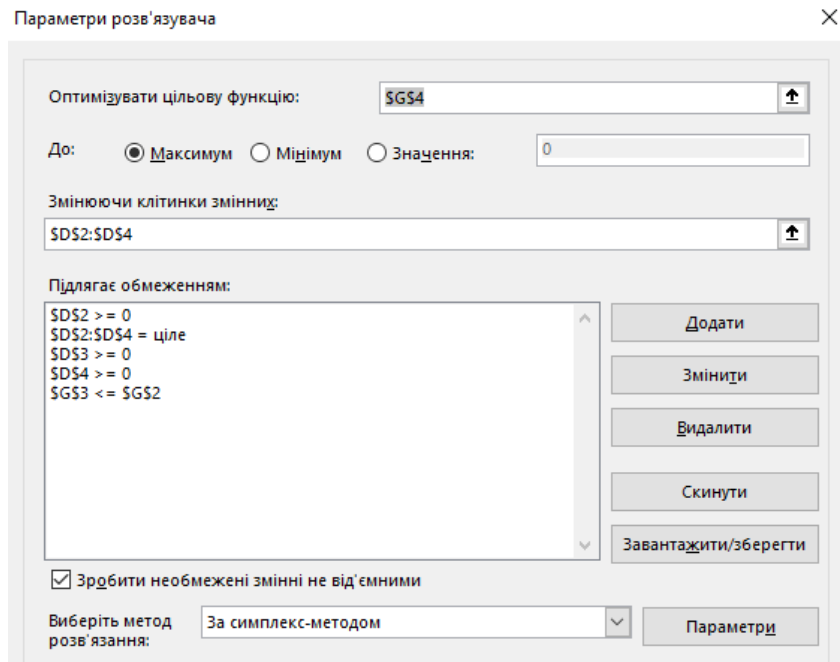 Параметри розв'язувача
Оптимізувати цільову функцію: $G$4
До: Максимум Мінімум Значення: 0
Змінюючи клітинки змінних:
$D$2:$D$4
Підлягає обмеженням:
$D$2 >= 0
$D$2:$D$4 = ціле
$D$3 >= 0
$D$4 >= 0
$G$3 <= $G$2
Додати
Змінити
Видалити
Скинути
Завантажити/зберегти
Зробити необмежені змінні не від'ємними
Виберіть метод
розв'язання:
За симплекс-методом
Параметри